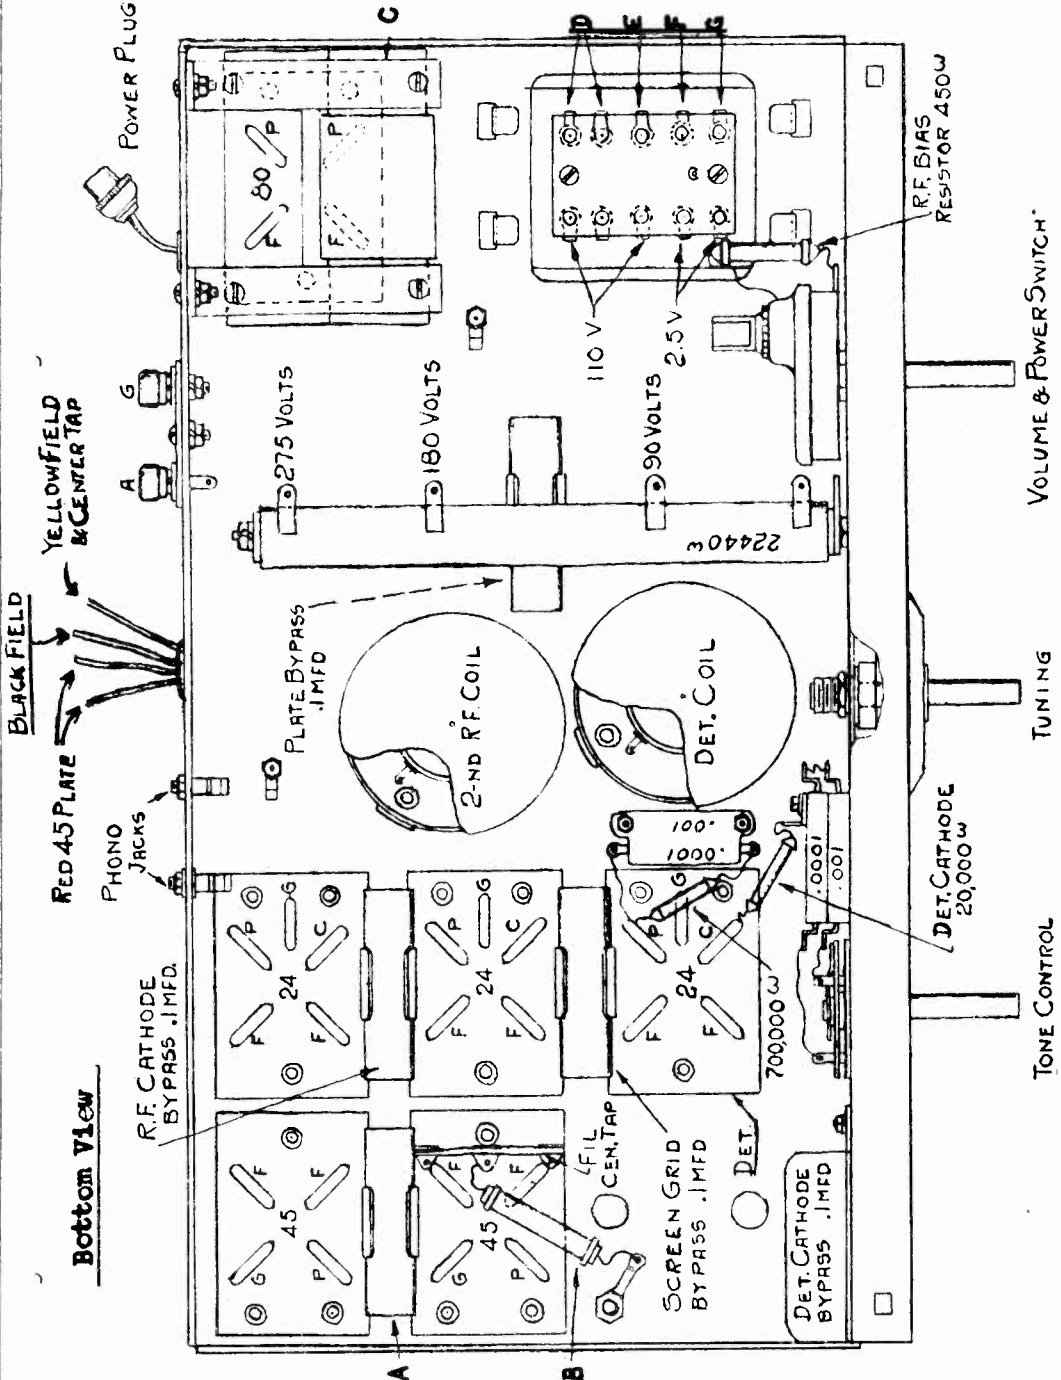 Bottom View
BLACK FIELD
YELLOW FIELD
& CENTER TAP
RED 45 PLATE
PHONO
JACKS
A
G
POWER PLUG
R.F. CATHODE
BYPASS .1 MFD.
PLATE BYPASS
.1 MFD
275 VOLTS
180 VOLTS
90 VOLTS
22440 ω
F
80
P
F
P
C
D
E
F
G
110 V
2.5 V
R.F. BIAS
RESISTOR 450 ω
45
G
F
P
F
24
F
P
G
F
C
24
F
P
G
F
C
2-ND R.F. COIL
DET. COIL
45
G
F
P
F
24
F
P
G
F
C
.0001
.001
.0001
.01
A
B
FIL
CEN. TAP
SCREEN GRID
BYPASS .1 MFD
DET.
700,000 ω
DET. CATHODE
20,000 ω
DET. CATHODE
BYPASS .1 MFD
TONE CONTROL
TUNING
VOLUME & POWER SWITCH